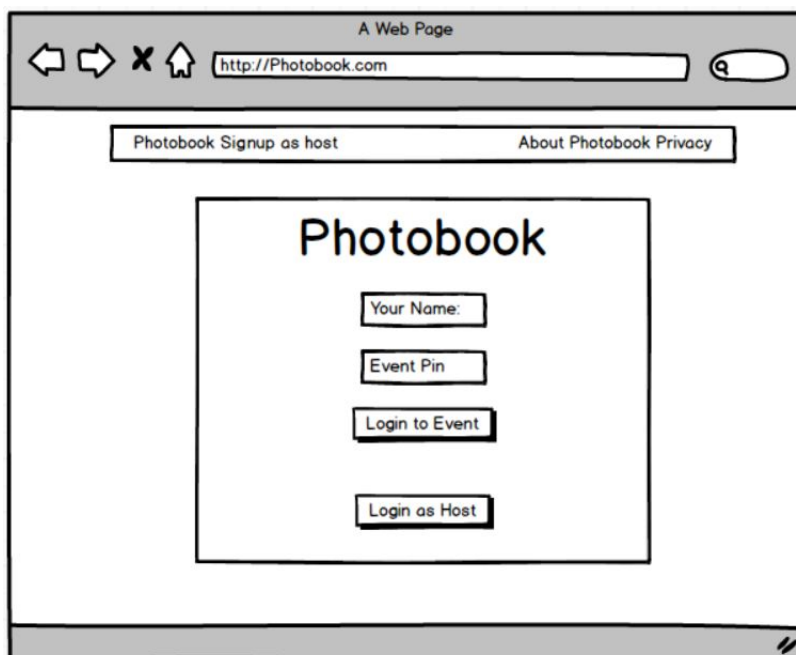 A Web Page
http://Photobook.com
Photobook Signup as host About Photobook Privacy
Photobook
Your Name:
Event Pin
Login to Event
Login as Host